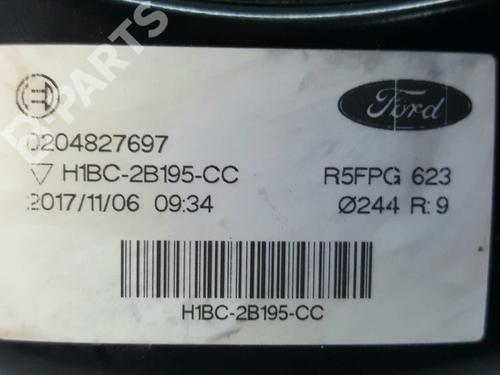 B-PARTS
Ford
0204827697
▽ H1BC-2B195-CC
R5FPG 623
2017/11/06 09:34
Ø244 R:9
H1BC-2B195-CC